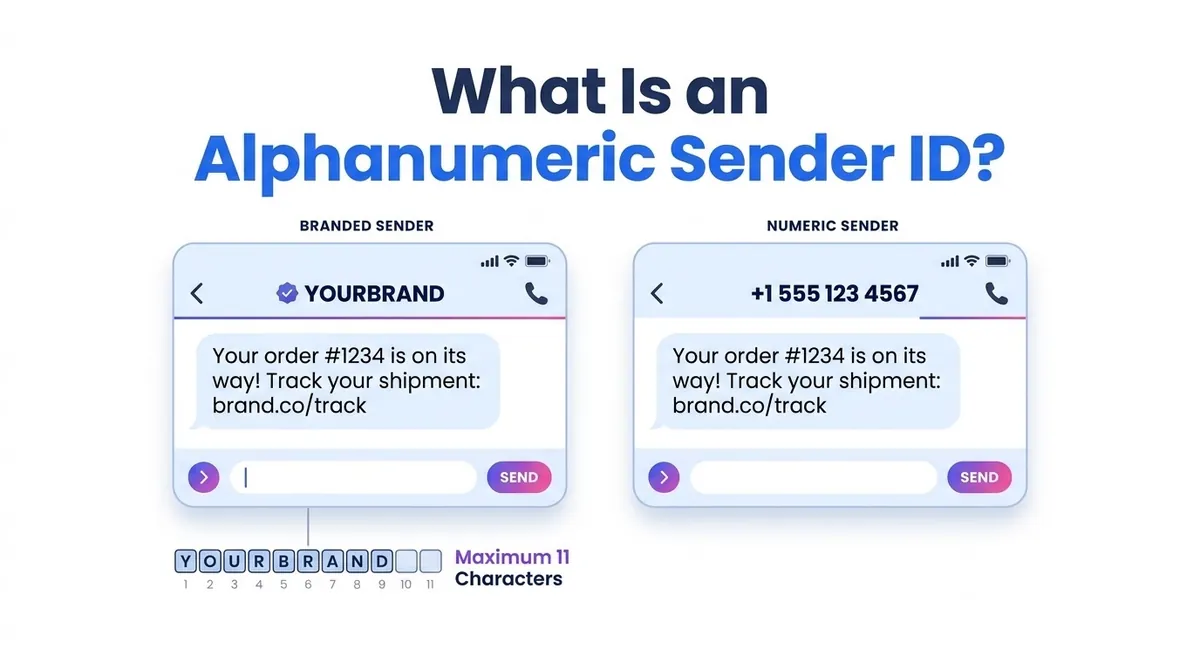 What Is an
Alphanumeric Sender ID?
BRANDED SENDER
YOURBRAND
Your order #1234 is on its
way! Track your shipment:
brand.co/track
SEND
NUMERIC SENDER
+1 555 123 4567
Your order #1234 is on its
way! Track your shipment:
brand.co/track
SEND
YOURBRAND
1 2 3 4 5 6 7 8 9 10 11
Maximum 11
Characters